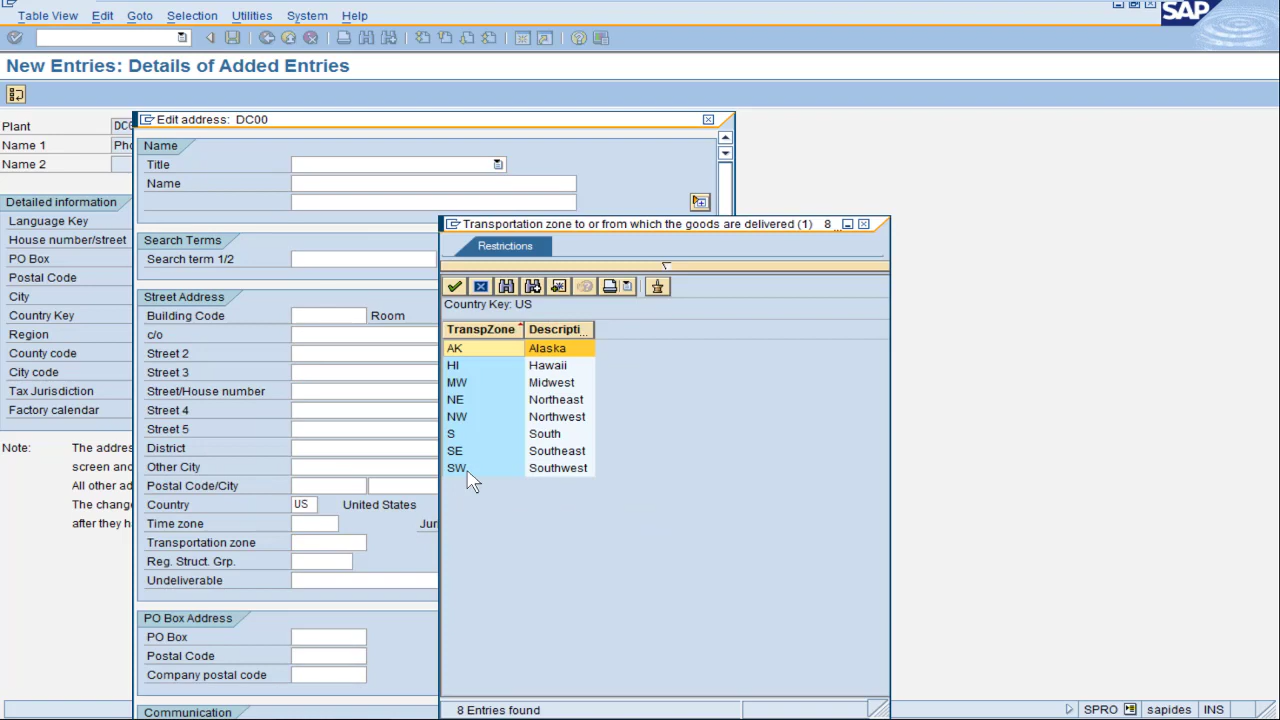 Table View Edit Goto Selection Utilities System Help
SAP
New Entries: Details of Added Entries
Plant
Name 1
Name 2
Detailed information
Language Key
House number/street
PO Box
Postal Code
City
Country Key
Region
County code
City code
Tax Jurisdiction
Factory calendar
Note: The
screen
All other
The
after they
Edit address: DC00
Name
Title
Name
Search Terms
Search term 1/2
Street Address
Building Code Room
c/o
Street 2
Street 3
Street/House number
Street 4
Street 5
District
Other City
Postal Code/City
Country US United States
Time zone
Transportation zone
Reg. Struct. Grp.
Undeliverable
PO Box Address
PO Box
Postal Code
Company postal code
Communication
Transportation zone to or from which the goods are delivered (1) 8 ...
Restrictions
Country Key: US
TranspZone Descripti...
AK Alaska
HI Hawaii
MW Midwest
NE Northeast
NW Northwest
S South
SE Southeast
SW Southwest
8 Entries found
SPRO sapides INS